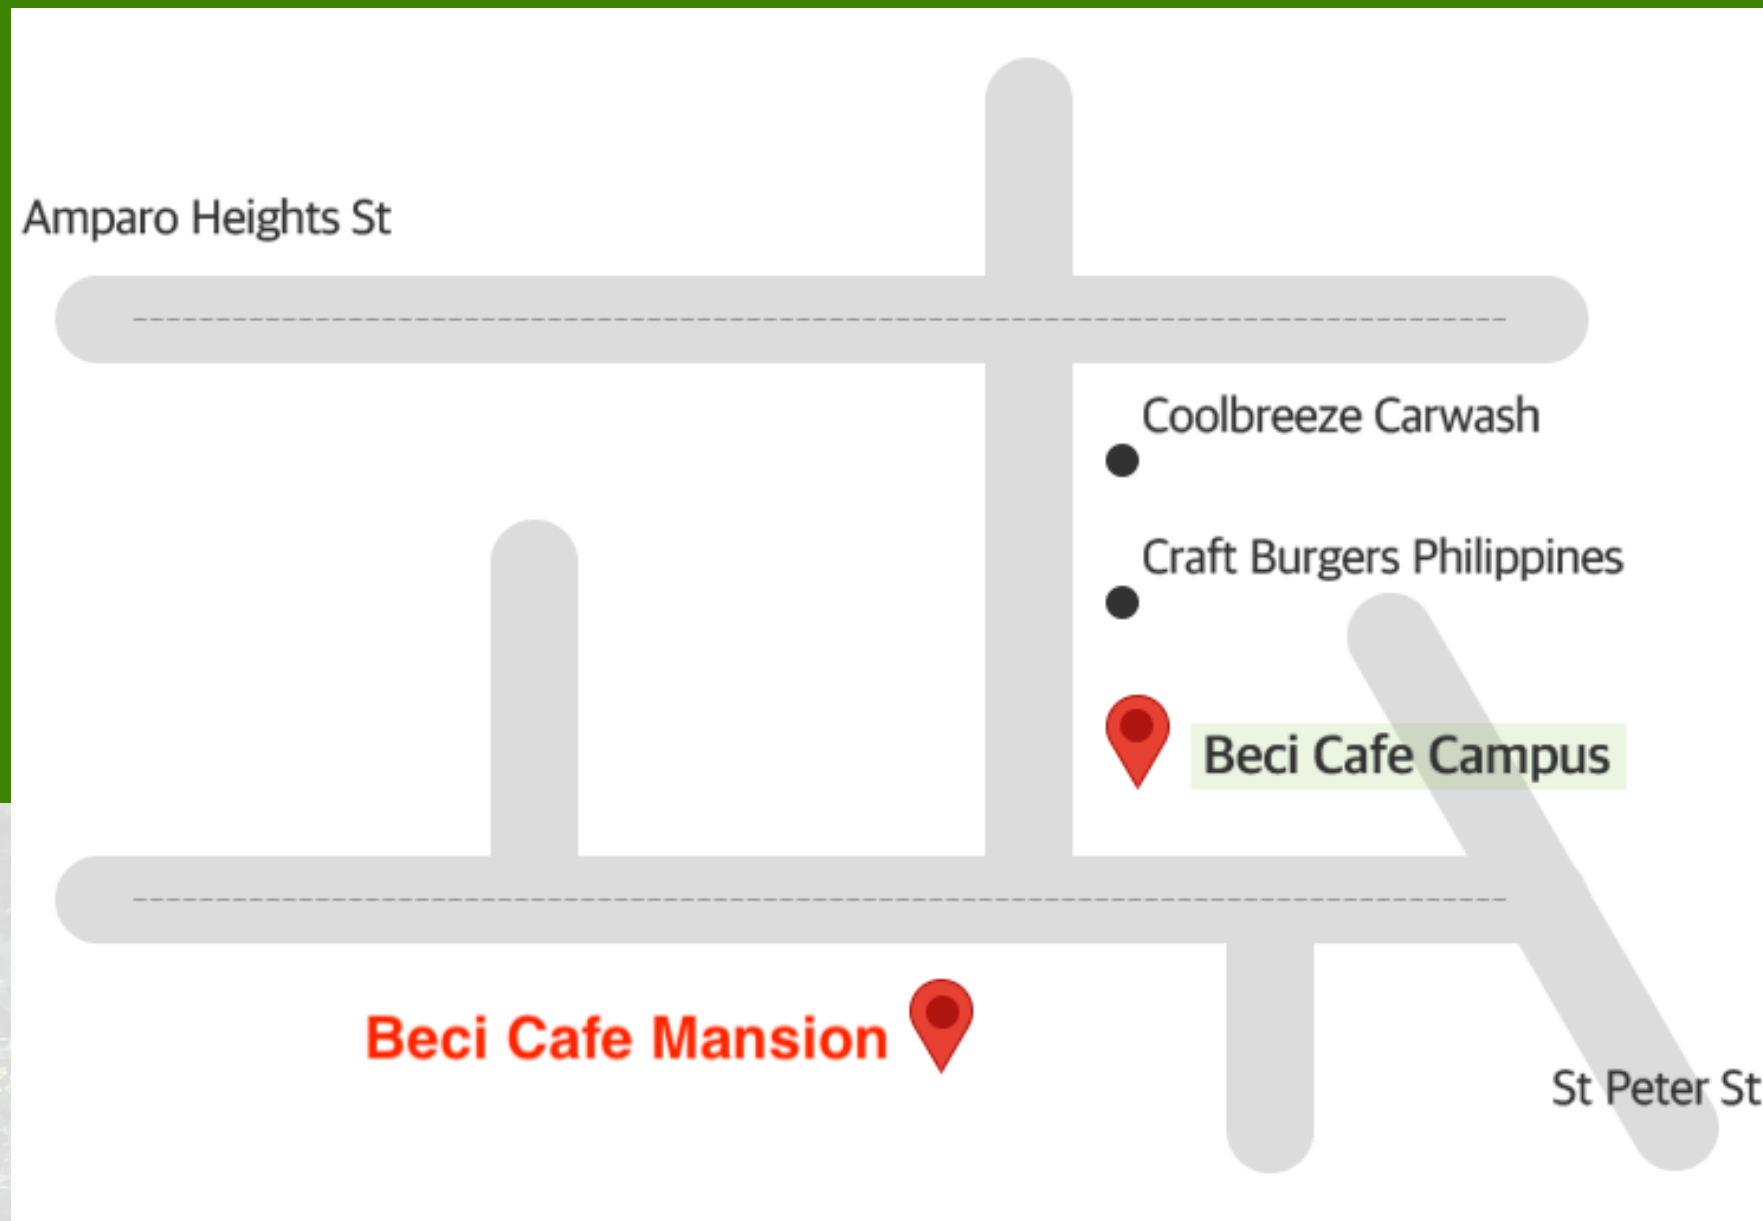 Amparo Heights St
Coolbreeze Carwash
Craft Burgers Philippines
Beci Cafe Campus
Beci Cafe Mansion
St Peter St